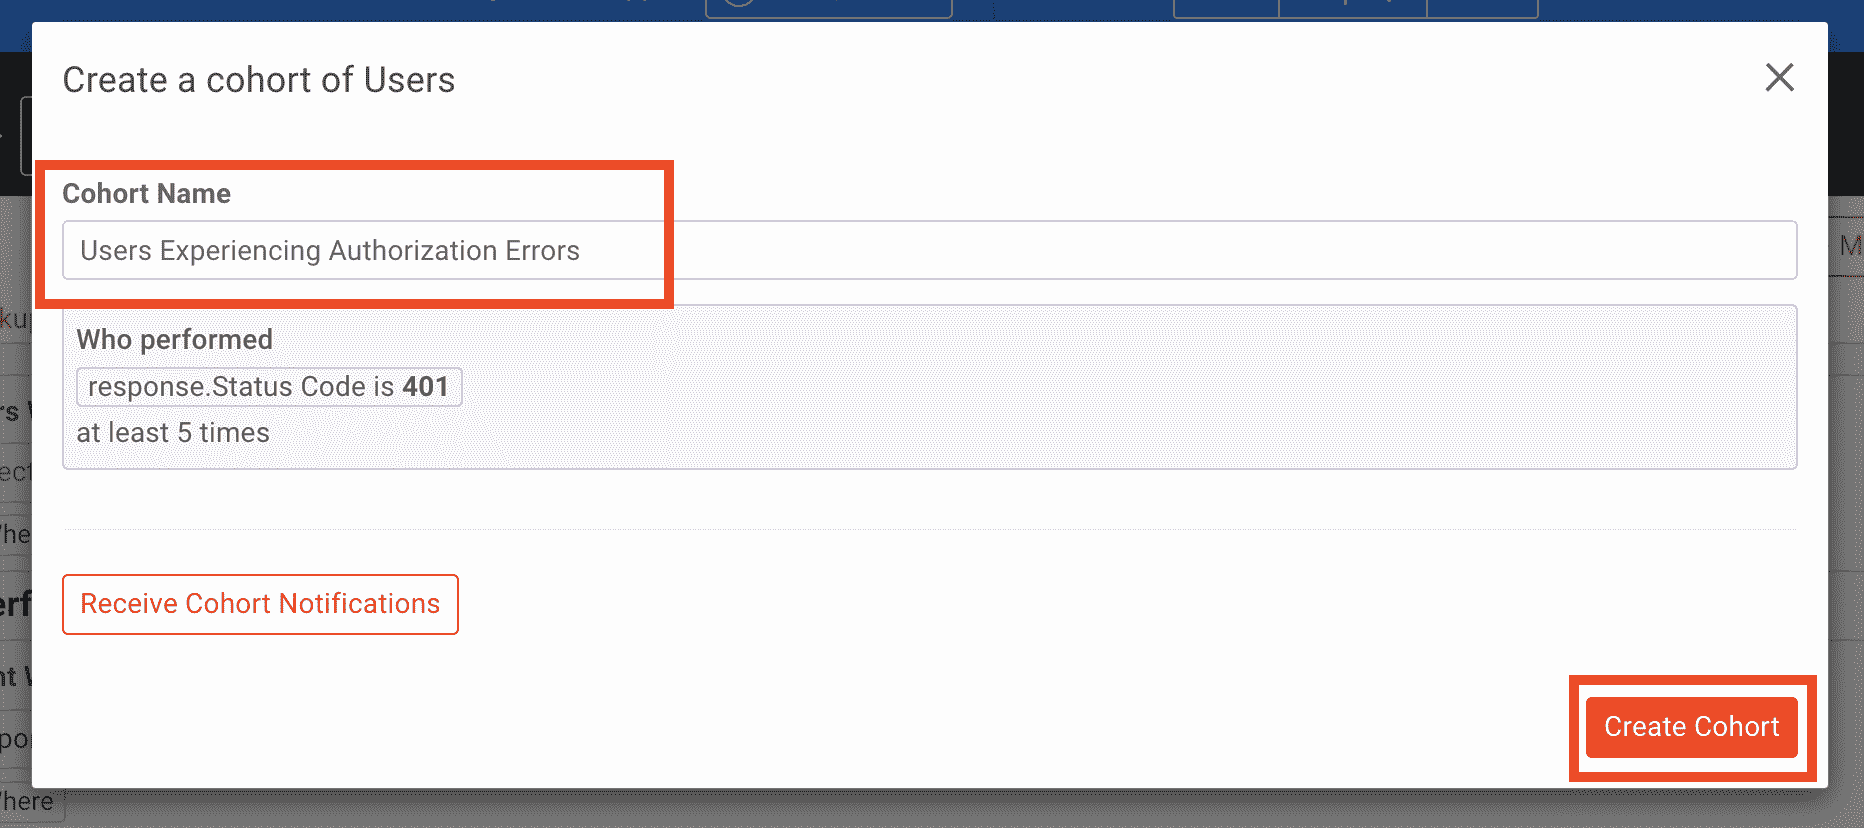 Create a cohort of Users
Cohort Name
Users Experiencing Authorization Errors
Who performed
response.Status Code is 401
at least 5 times
Receive Cohort Notifications
Create Cohort